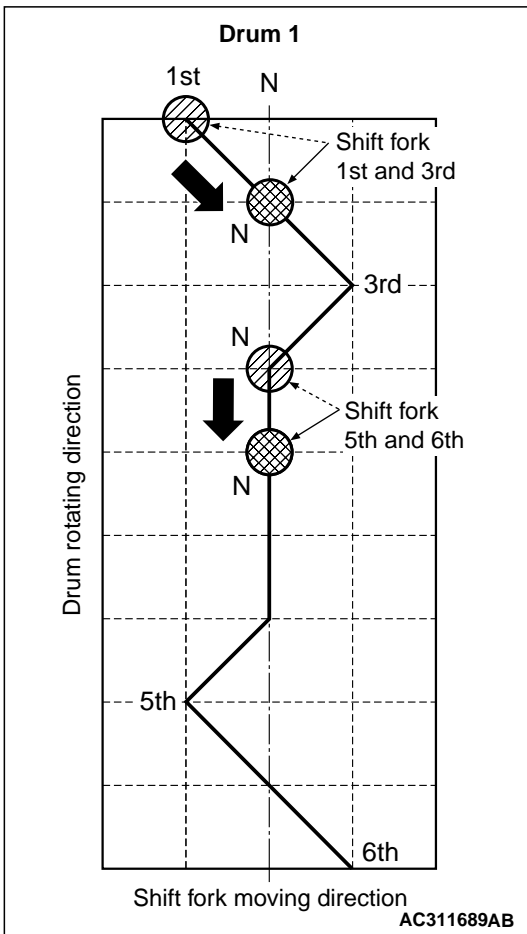 Drum 1
1st
N
Shift fork
1st and 3rd
N
3rd
N
Shift fork
5th and 6th
N
Drum rotating direction
5th
6th
Shift fork moving direction
AC311689AB